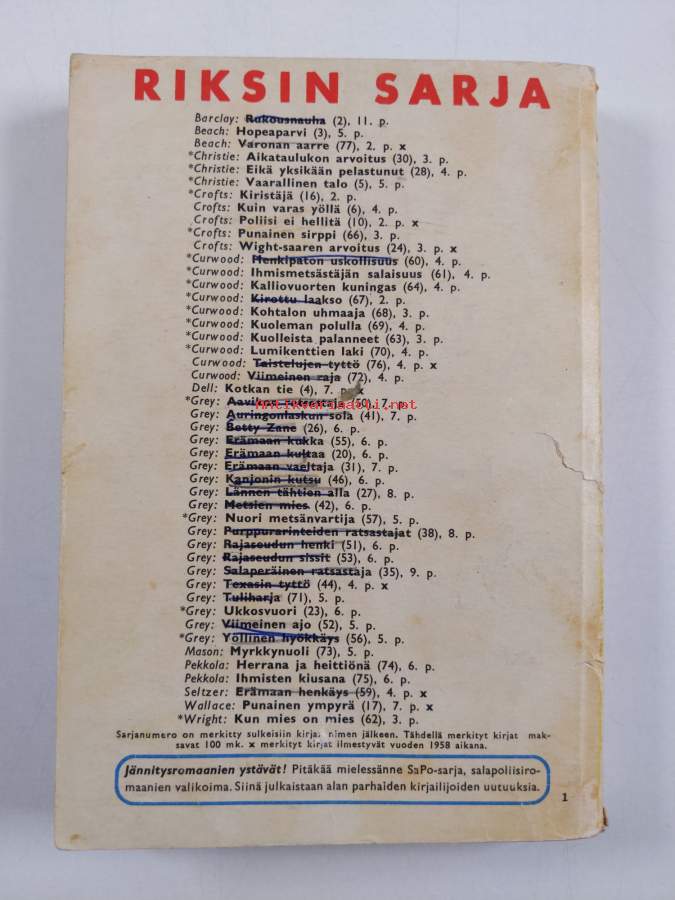 RIKSIN SARJA
Barclay: Rukousnauha (2), 11. p.
Beach: Hopeaparvi (3), 5. p.
Beach: Varonan aarre (77), 2. p. x
*Christie: Aikataulukon arvoitus (30), 3. p.
*Christie: Eikä yksikään pelastunut (28), 4. p.
*Christie: Vaarallinen talo (5), 5. p.
*Crofts: Kiristäjä (16), 2. p.
Crofts: Kuin varas yöllä (6), 4. p.
Crofts: Poliisi ei hellitä (10), 2. p. x
*Crofts: Punainen sirppi (66), 3. p.
Crofts: Wight-saaren arvoitus (24), 3. p. x
*Curwood: Henkipaton uskollisuus (60), 4. p.
*Curwood: Ihmismetsästäjän salaisuus (61), 4. p.
*Curwood: Kalliovuorten kuningas (64), 4. p.
*Curwood: Kirottu laakso (67), 2. p.
*Curwood: Kohtalon uhmaaja (68), 3. p.
*Curwood: Kuoleman polulla (69), 4. p.
*Curwood: Kuolleista palanneet (63), 3. p.
*Curwood: Lumikenttien laki (70), 4. p.
Curwood: Taistelujen tyttö (76), 4. p. x
Curwood: Viimeinen raja (72), 4. p.
Dell: Kotkan tie (4), 7. p. x
*Grey: Aavikon ratsastaja (50), 7. p.
Antikvariaatti.net
Grey: Auringonlaskun sola (41), 7. p.
Grey: Betty Zane (26), 6. p.
Grey: Erämaan kukka (55), 6. p.
Grey: Erämaan kultaa (20), 6. p.
Grey: Erämaan vaeltaja (31), 7. p.
Grey: Kanjonin kutsu (46), 6. p.
Grey: Lännen tähtien alla (27), 8. p.
Grey: Metsien mies (42), 6. p.
*Grey: Nuori metsänvartija (57), 5. p.
Grey: Purppurarinteiden ratsastajat (38), 8. p.
Grey: Rajaseudun henki (51), 6. p.
Grey: Rajaseudun sissit (53), 6. p.
Grey: Salaperäinen ratsastaja (35), 9. p.
Grey: Texasin tyttö (44), 4. p. x
Grey: Tuliharja (71), 5. p.
*Grey: Ukkosvuori (23), 6. p.
Grey: Viimeinen ajo (52), 5. p.
*Grey: Yöllinen hyökkäys (56), 5. p.
Mason: Myrkkynuoli (73), 5. p.
Pekkola: Herrana ja heittiönä (74), 6. p.
Pekkola: Ihmisten kiusana (75), 6. p.
Seltzer: Erämaan henkäys (59), 4. p. x
Wallace: Punainen ympyrä (17), 7. p. x
*Wright: Kun mies on mies (62), 3. p.
Sarjanumero on merkitty sulkeisiin kirjan nimen jälkeen. Tähdellä merkityt kirjat mak-
savat 100 mk. x merkityt kirjat ilmestyvät vuoden 1958 aikana.
Jännitysromaanien ystävät! Pitäkää mielessänne SaPo-sarja, salapoliisiro-
maanien valikoima. Siinä julkaistaan alan parhaiden kirjailijoiden uutuuksia.
1